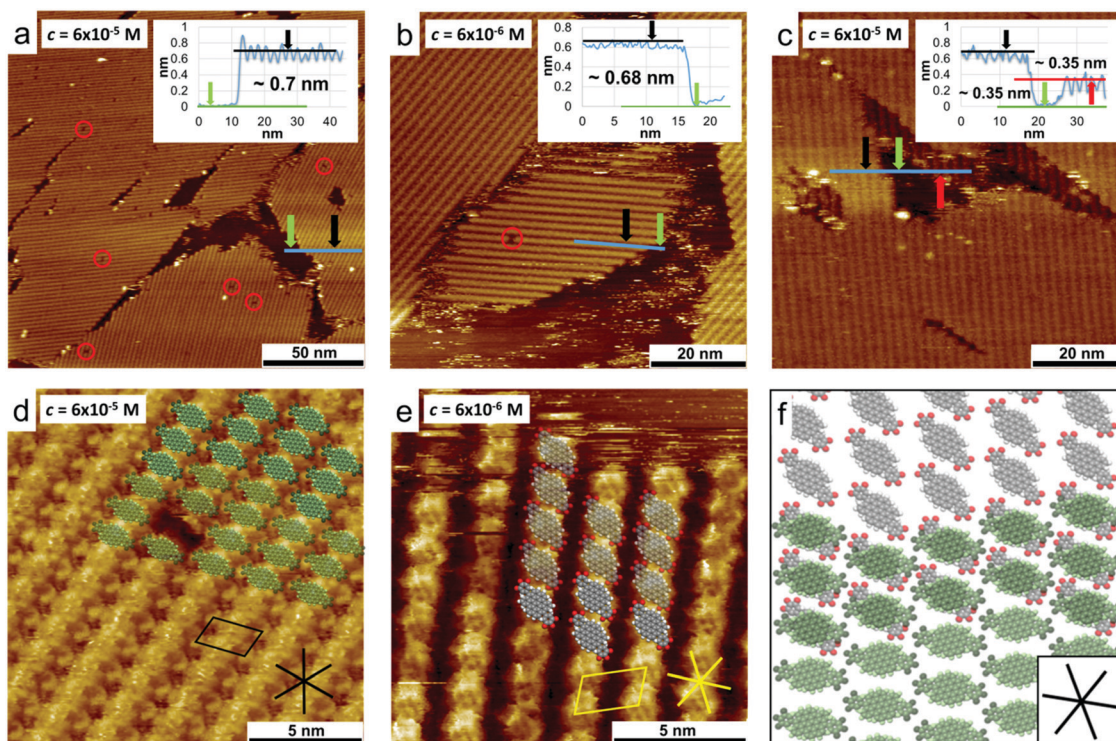 a
c = 6x10⁻⁵ M
nm
1
0.8
0.6
0.4
0.2
0
~ 0.7 nm
0 10 20 30 40
nm
50 nm
b
c = 6x10⁻⁶ M
nm
1
0.8
0.6
0.4
0.2
0
~ 0.68 nm
0 5 10 15 20
nm
20 nm
c
c = 6x10⁻⁵ M
nm
1
0.8
0.6
0.4
0.2
0
~ 0.35 nm
~ 0.35 nm
0 10 20 30
nm
20 nm
d
c = 6x10⁻⁵ M
5 nm
e
c = 6x10⁻⁶ M
5 nm
f